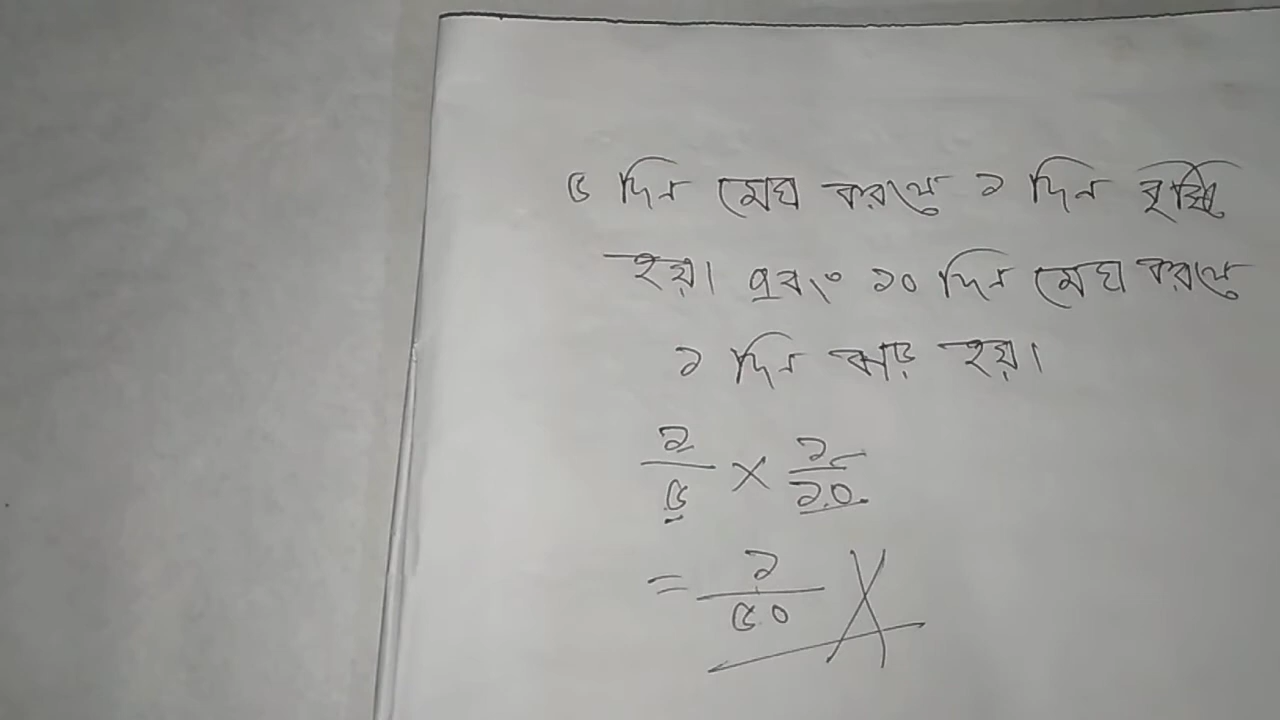 ৫ দিন মেঘ করলে ১ দিন বৃষ্টি
হয়। এবং ১০ দিন মেঘ করলে
১ দিন ঝড় হয়।
১/৫ × ১/১০
= ১/৫০